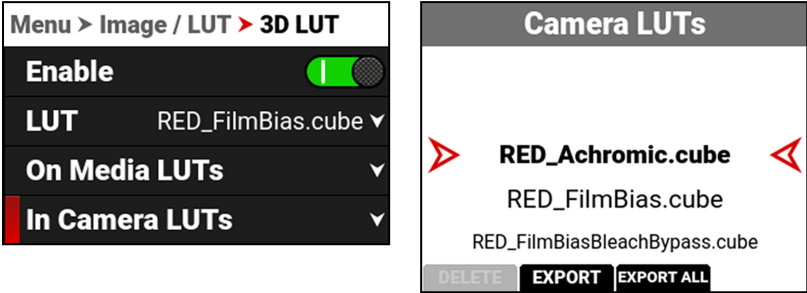 Menu > Image / LUT > 3D LUT
Enable
LUT RED_FilmBias.cube
On Media LUTs
In Camera LUTs
Camera LUTs
RED_Achromic.cube
RED_FilmBias.cube
RED_FilmBiasBleachBypass.cube
DELETE EXPORT EXPORT ALL